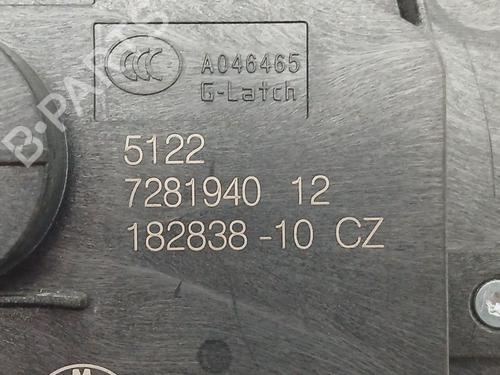 CCC A046465
G-Latch
5122
7281940 12
182838-10 CZ
M
B-PARTS